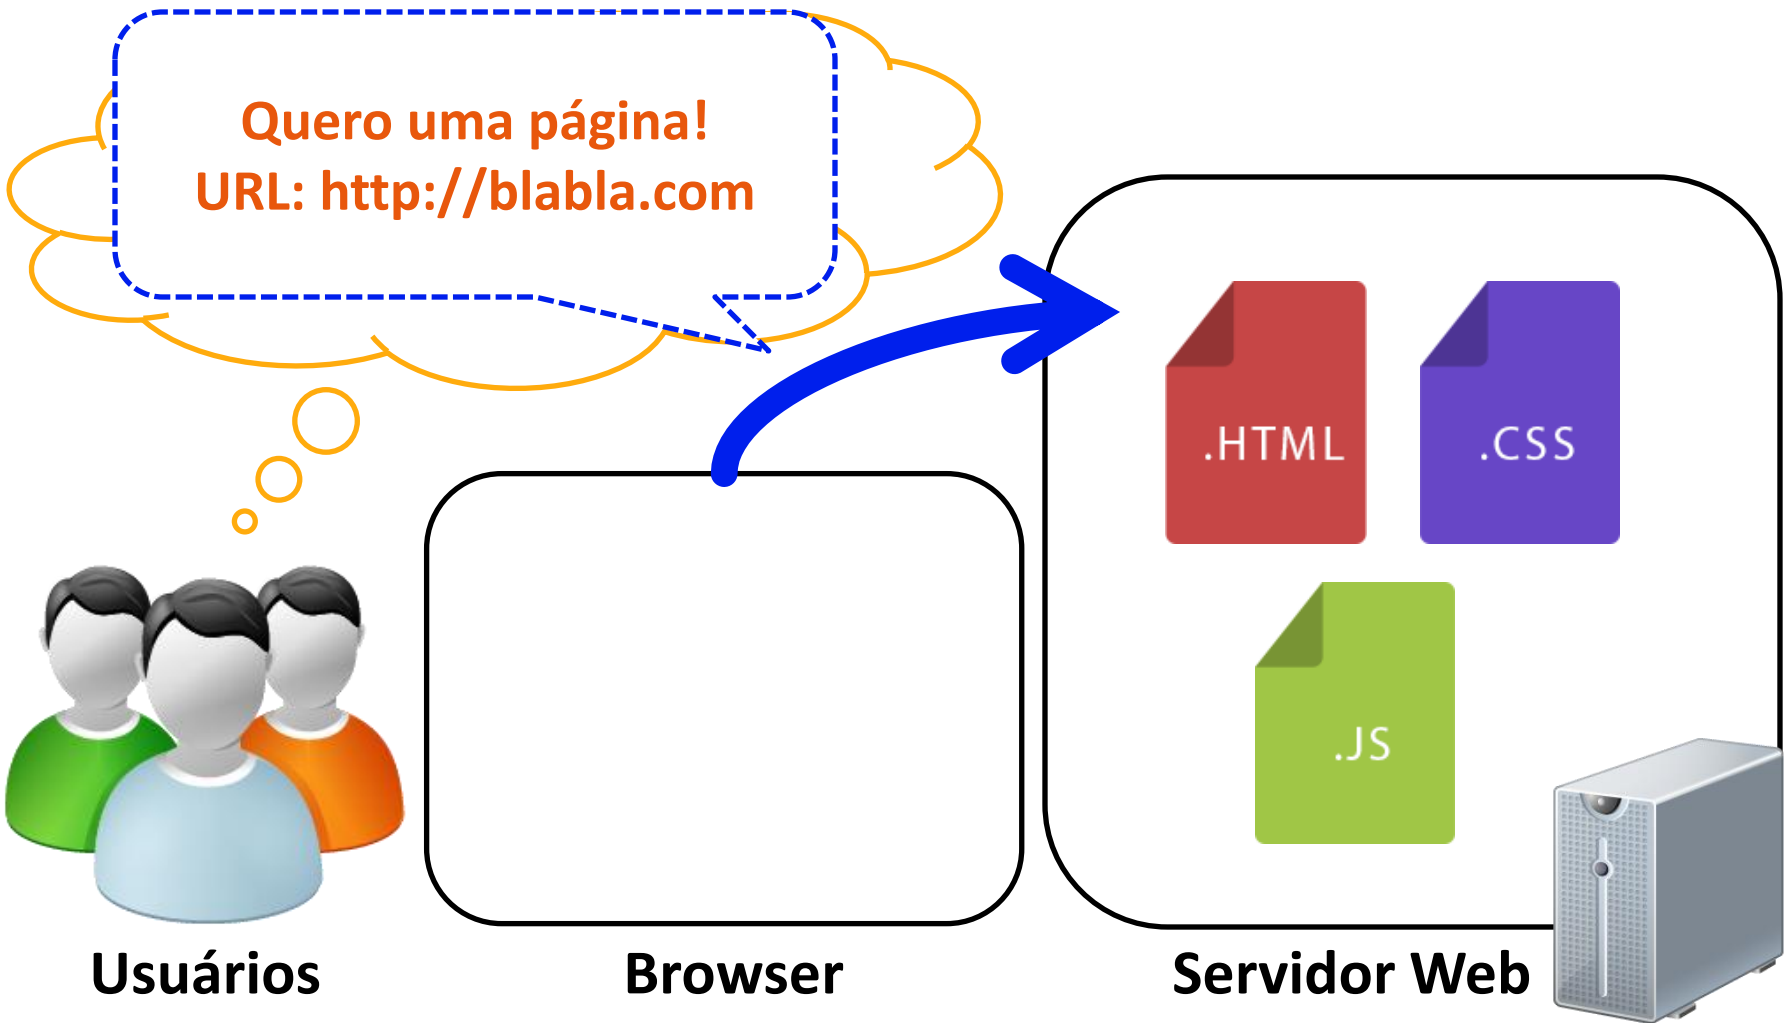 Quero uma página!
URL: http://blabla.com
.HTML
.CSS
.JS
Usuários
Browser
Servidor Web